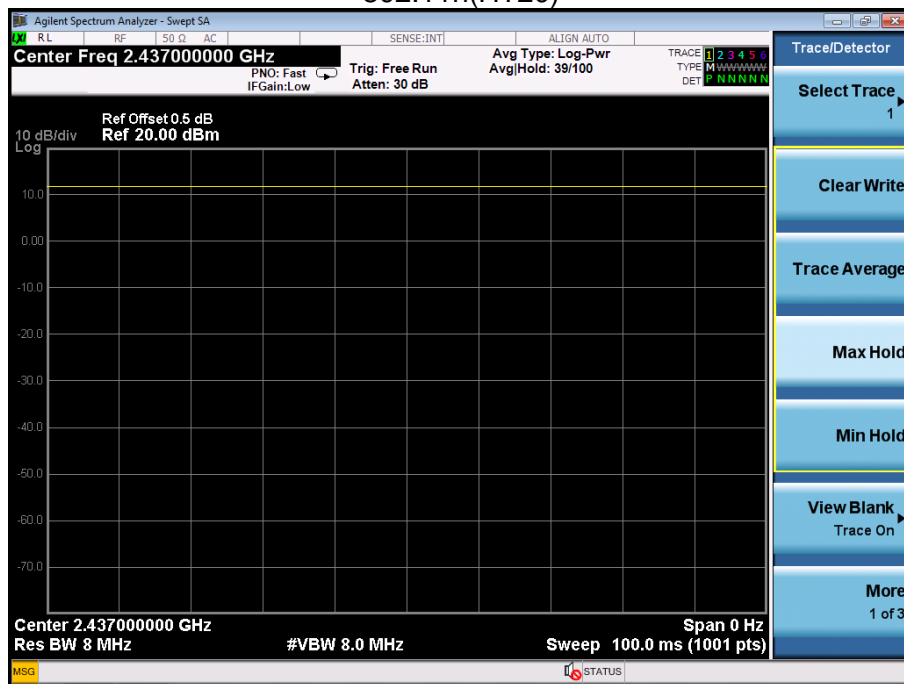 Agilent Spectrum Analyzer - Swept SA
LXI RL RF 50 Ω AC SENSE:INT ALIGN AUTO
Center Freq 2.437000000 GHz
PNO: Fast
IFGain:Low
Trig: Free Run
Atten: 30 dB
Avg Type: Log-Pwr
Avg|Hold: 39/100
TRACE 1 2 3 4 5 6
TYPE M WWWWW
DET P N N N N N
Ref Offset 0.5 dB
10 dB/div Ref 20.00 dBm
Log
10.0
0.00
-10.0
-20.0
-30.0
-40.0
-50.0
-60.0
-70.0
Center 2.437000000 GHz Span 0 Hz
Res BW 8 MHz #VBW 8.0 MHz Sweep 100.0 ms (1001 pts)
MSG STATUS
Trace/Detector
Select Trace
1
Clear Write
Trace Average
Max Hold
Min Hold
View Blank
Trace On
More
1 of 3